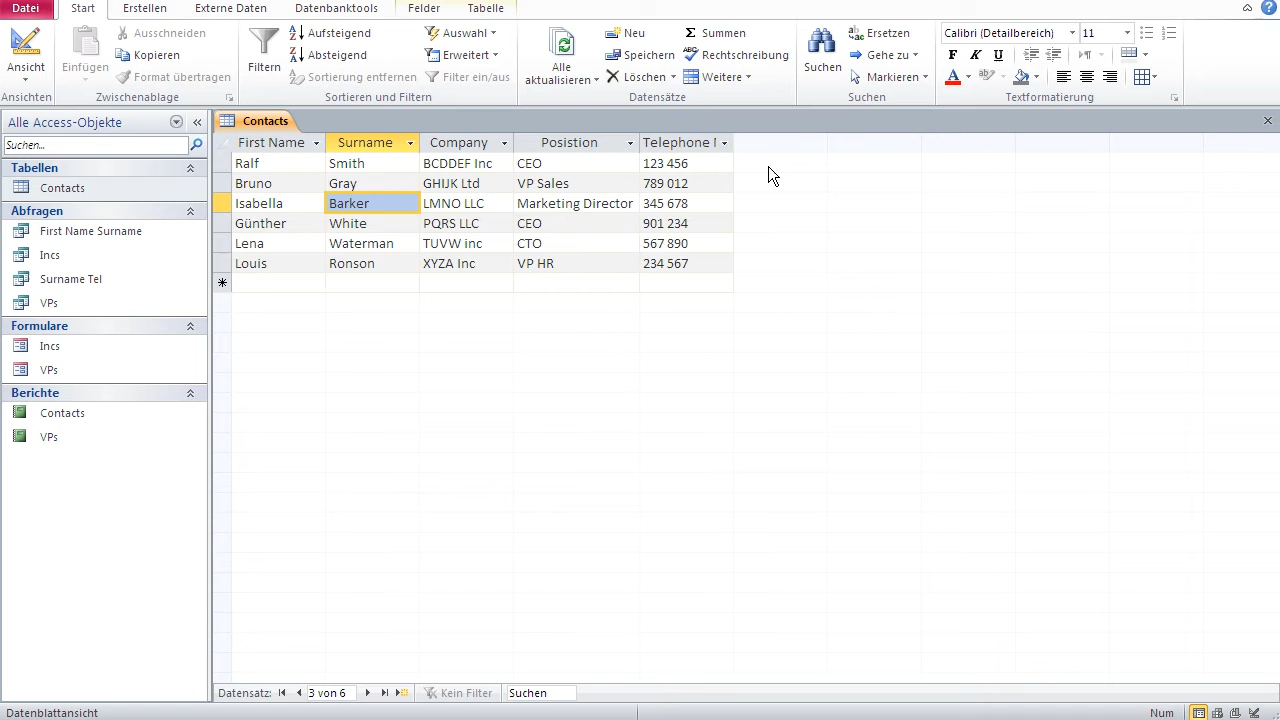 Datei Start Erstellen Externe Daten Datenbanktools Felder Tabelle
Ansicht
Ansichten
Einfügen
Ausschneiden
Kopieren
Format übertragen
Zwischenablage
Filtern
Aufsteigend
Absteigend
Sortierung entfernen
Auswahl
Erweitert
Filter ein/aus
Sortieren und Filtern
Alle
aktualisieren
Neu
Speichern
Löschen
Summen
Rechtschreibung
Weitere
Datensätze
Suchen
Ersetzen
Gehe zu
Markieren
Suchen
Calibri (Detailbereich) 11
F K U
A
Textformatierung
Alle Access-Objekte
Suchen...
Tabellen
Contacts
Abfragen
First Name Surname
Incs
Surname Tel
VPs
Formulare
Incs
VPs
Berichte
Contacts
VPs
Contacts
First Name Surname Company Posistion Telephone
Ralf Smith BCDDEF Inc CEO 123 456
Bruno Gray GHIJK Ltd VP Sales 789 012
Isabella Barker LMNO LLC Marketing Director 345 678
Günther White PQRS LLC CEO 901 234
Lena Waterman TUVW inc CTO 567 890
Louis Ronson XYZA Inc VP HR 234 567
Datensatz: 3 von 6 Kein Filter Suchen
Datenblattansicht Num